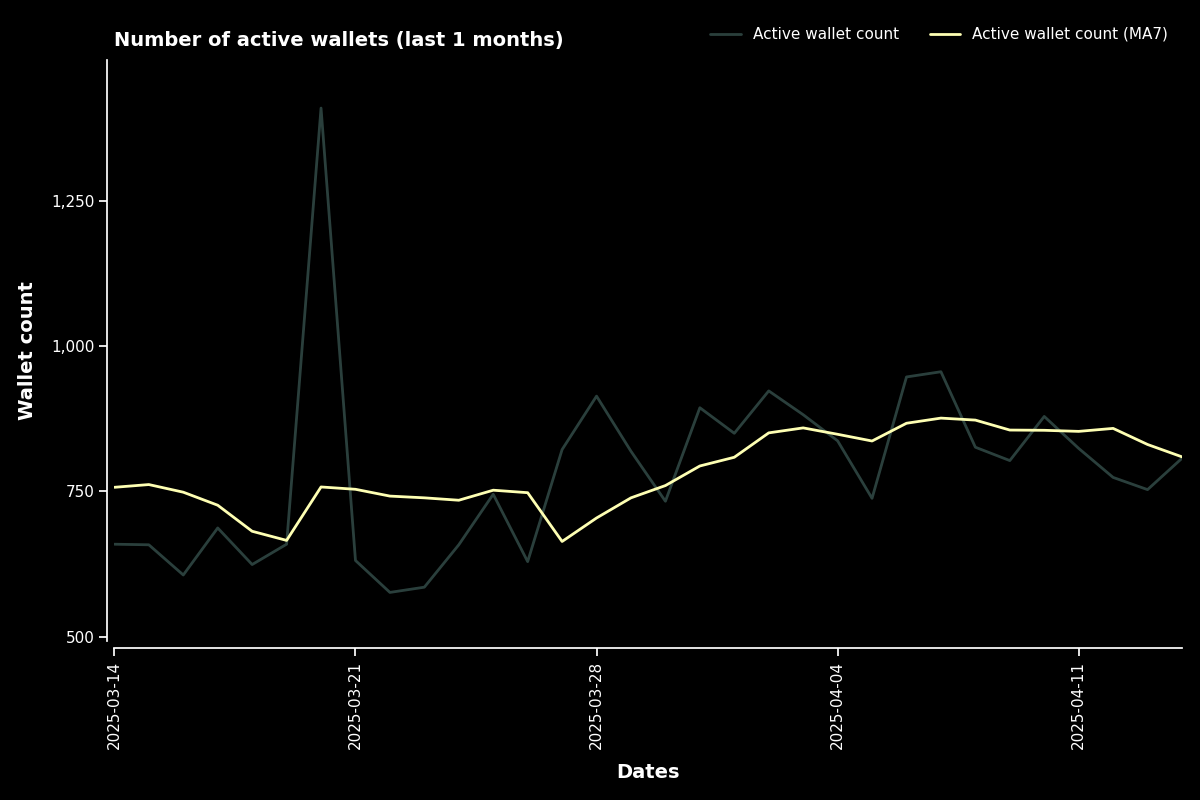 Number of active wallets (last 1 months)
Active wallet count
Active wallet count (MA7)
Wallet count
1,250
1,000
750
500
2025-03-14
2025-03-21
2025-03-28
2025-04-04
2025-04-11
Dates